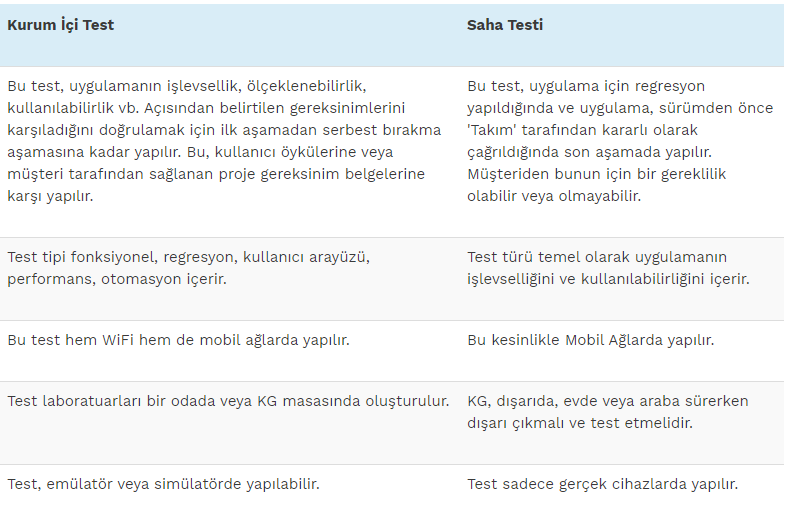 Kurum İçi Test
Saha Testi
Bu test, uygulamanın işlevsellik, ölçeklenebilirlik,
kullanılabilirlik vb. Açısından belirtilen gereksinimlerini
karşıladığını doğrulamak için ilk aşamadan serbest bırakma
aşamasına kadar yapılır. Bu, kullanıcı öykülerine veya
müşteri tarafından sağlanan proje gereksinim belgelerine
karşı yapılır.
Bu test, uygulama için regresyon
yapıldığında ve uygulama, sürümden önce
'Takım' tarafından kararlı olarak
çağrıldığında son aşamada yapılır.
Müşteriden bunun için bir gereklilik
olabilir veya olmayabilir.
Test tipi fonksiyonel, regresyon, kullanıcı arayüzü,
performans, otomasyon içerir.
Test türü temel olarak uygulamanın
işlevselliğini ve kullanılabilirliğini içerir.
Bu test hem WiFi hem de mobil ağlarda yapılır.
Bu kesinlikle Mobil Ağlarda yapılır.
Test laboratuarları bir odada veya KG masasında oluşturulur.
KG, dışarıda, evde veya araba sürerken
dışarı çıkmalı ve test etmelidir.
Test, emülatör veya simülatörde yapılabilir.
Test sadece gerçek cihazlarda yapılır.